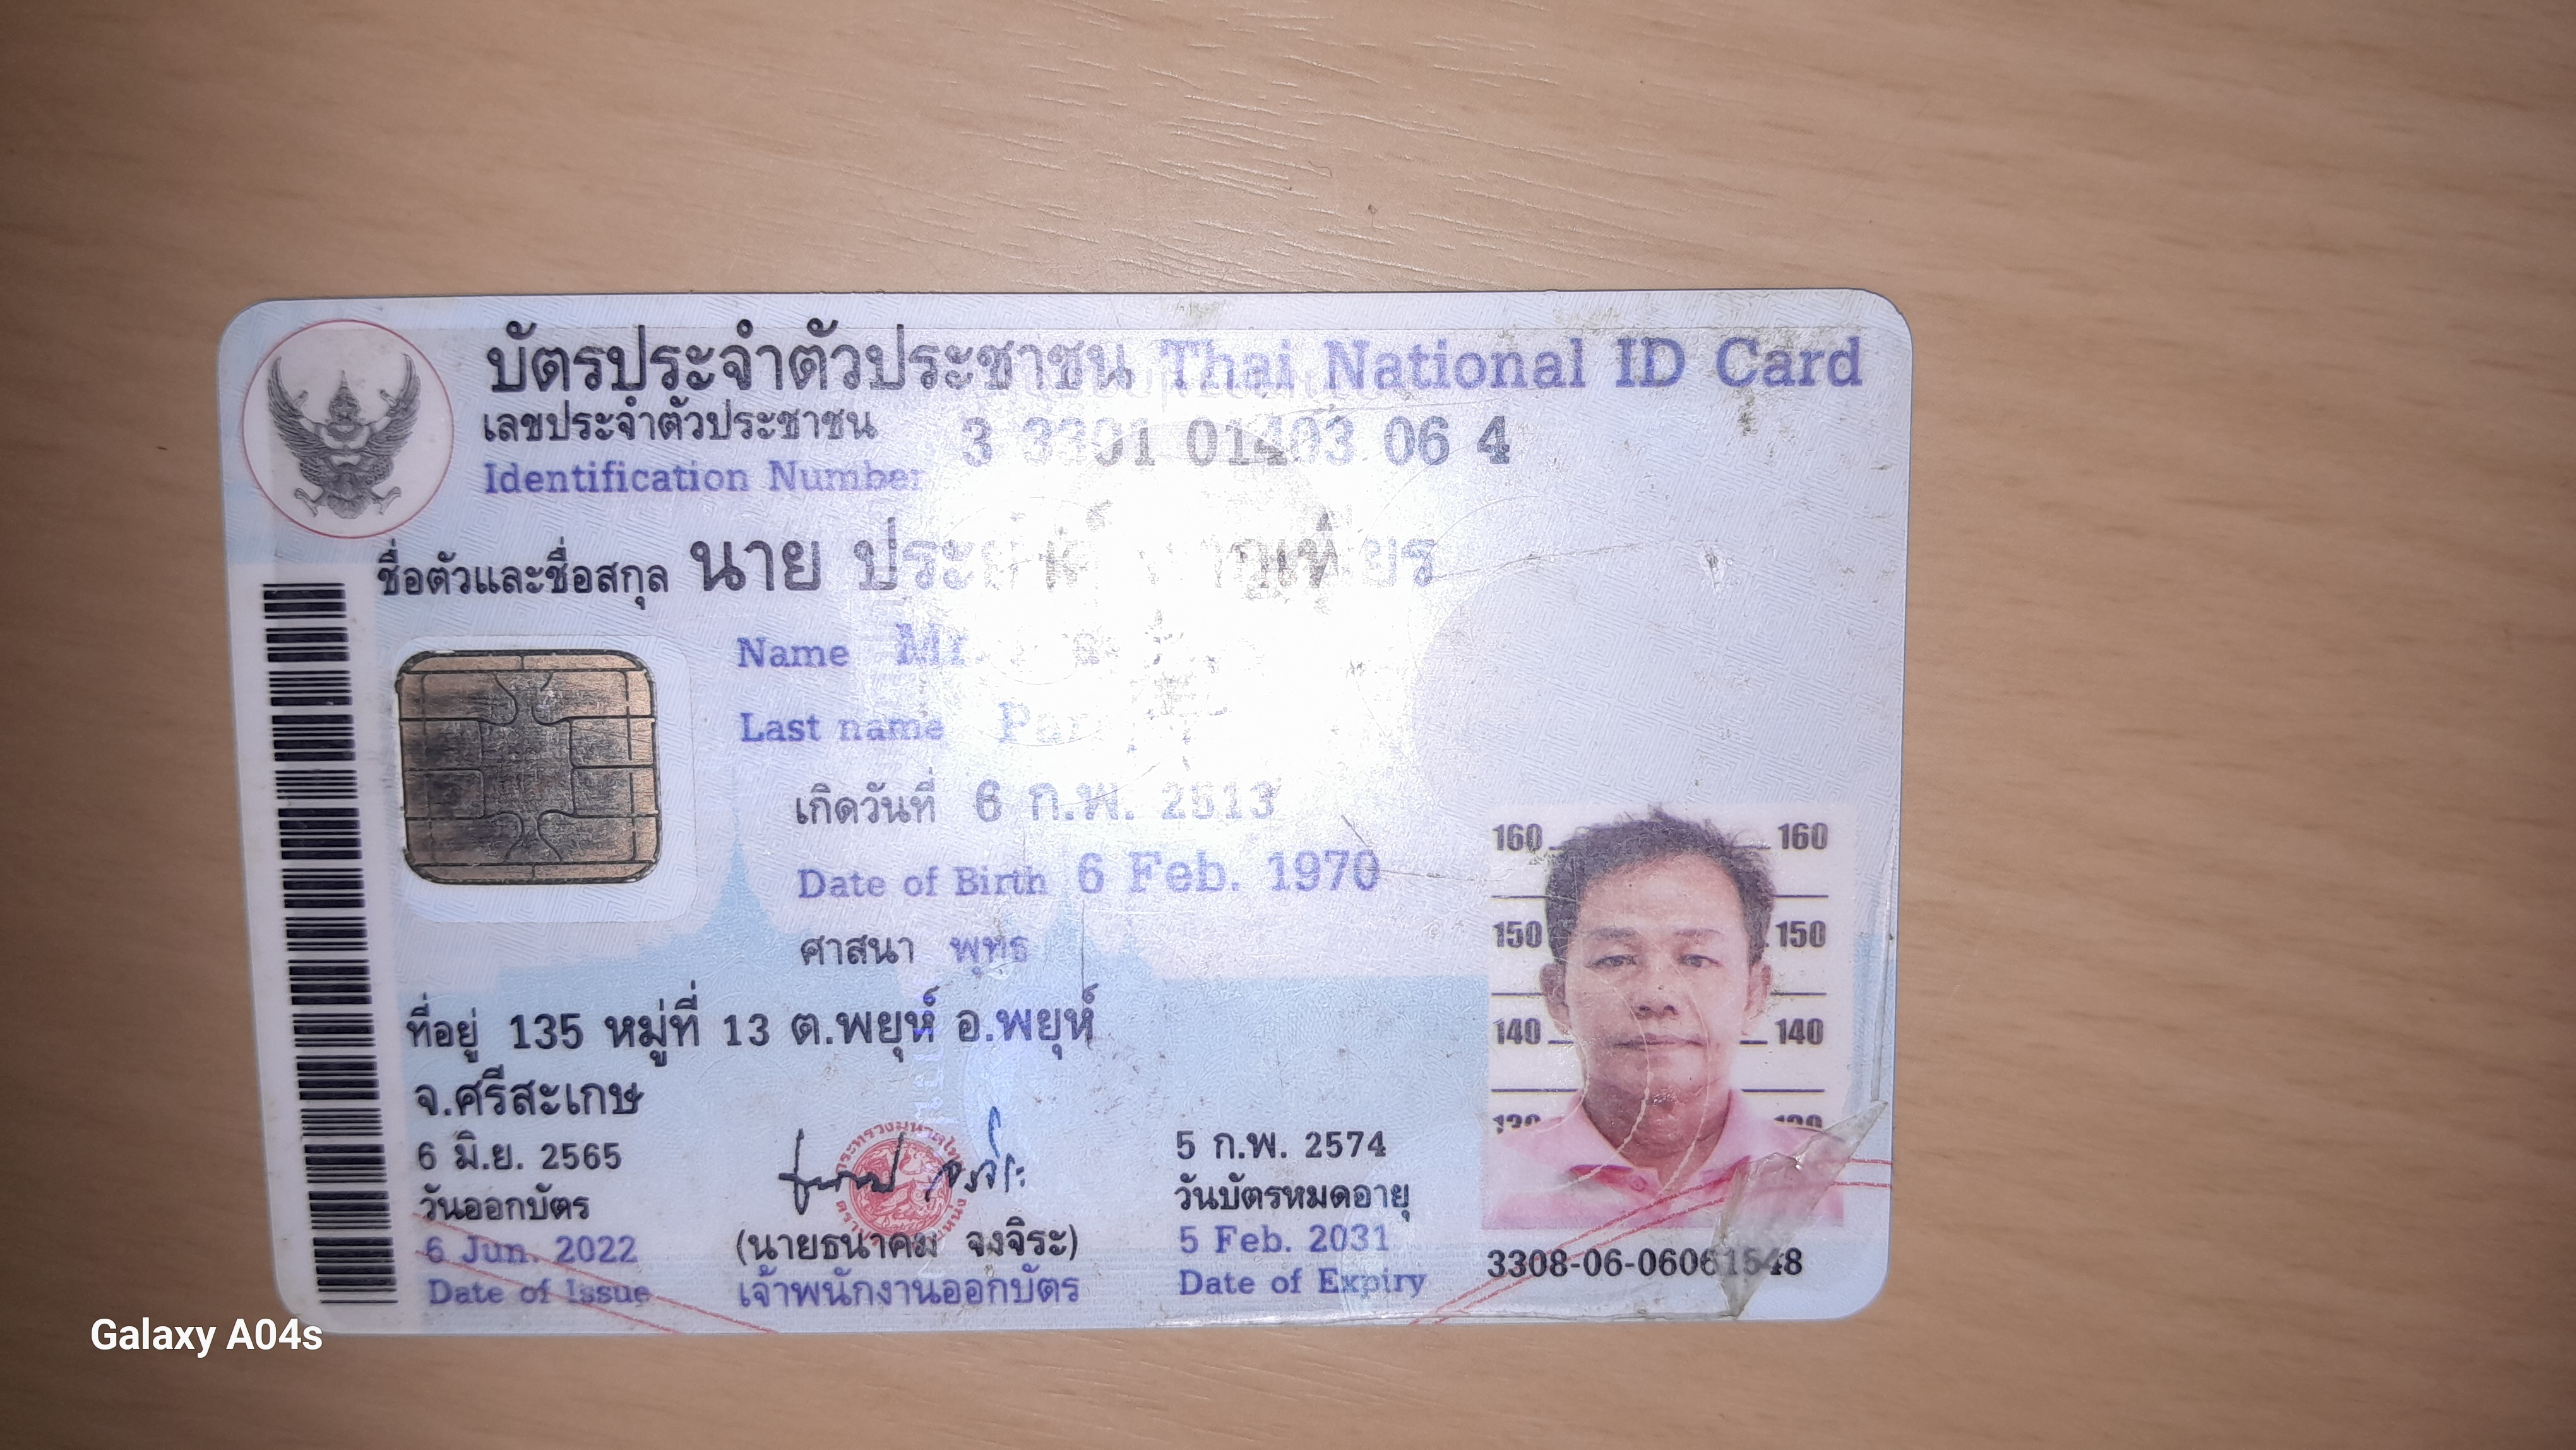 บัตรประจำตัวประชาชน Thai National ID Card
เลขประจำตัวประชาชน 3 3301 01403 06 4
Identification Number
ชื่อตัวและชื่อสกุล นาย
Name Mr.
Last name
เกิดวันที่ 6 ก.พ. 2513
Date of Birth 6 Feb. 1970
ศาสนา พุทธ
ที่อยู่ 135 หมู่ที่ 13 ต.พยุห์ อ.พยุห์
จ.ศรีสะเกษ
6 มิ.ย. 2565
วันออกบัตร
6 Jun. 2022
Date of Issue
(นายธนาคม จงจิระ)
เจ้าพนักงานออกบัตร
5 ก.พ. 2574
วันบัตรหมดอายุ
5 Feb. 2031
Date of Expiry
160 160
150 150
140 140
130 130
3308-06-06061548
Galaxy A04s